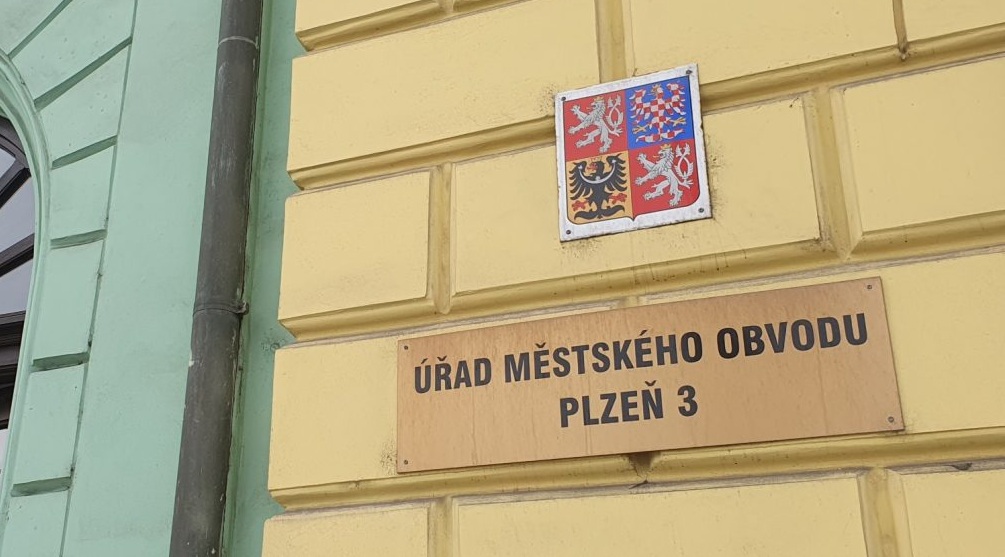 ÚŘAD MĚSTSKÉHO OBVODU
PLZEŇ 3